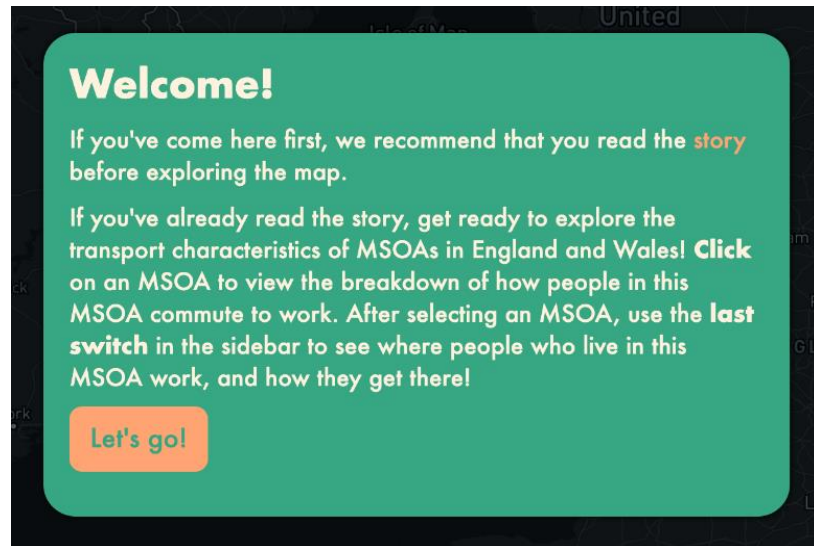 United
Isle of Man
Welcome!
If you've come here first, we recommend that you read the story
before exploring the map.
If you've already read the story, get ready to explore the
transport characteristics of MSOAs in England and Wales! Click
on an MSOA to view the breakdown of how people in this
MSOA commute to work. After selecting an MSOA, use the last
switch in the sidebar to see where people who live in this
MSOA work, and how they get there!
Let's go!